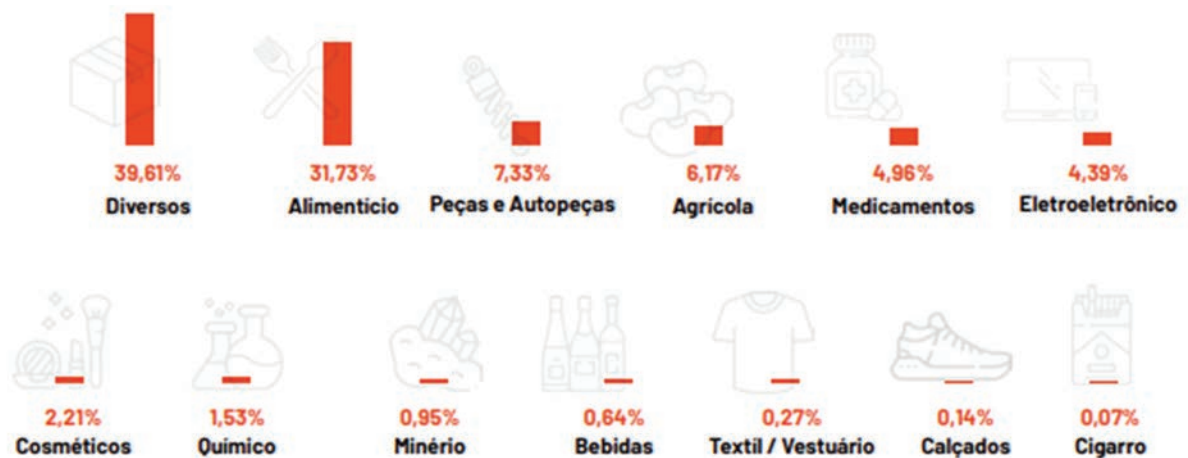 39,61% 31,73% 7,33% 6,17% 4,96% 4,39%
Diversos Alimentício Peças e Autopeças Agrícola Medicamentos Eletroeletrônico
2,21% 1,53% 0,95% 0,64% 0,27% 0,14% 0,07%
Cosméticos Químico Minério Bebidas Textil / Vestuário Calçados Cigarro